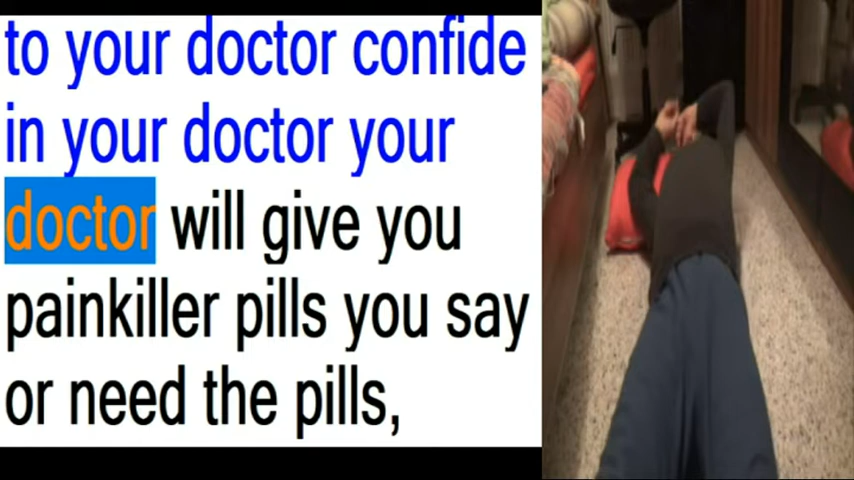 to your doctor confide
in your doctor your
doctor will give you
painkiller pills you say
or need the pills,